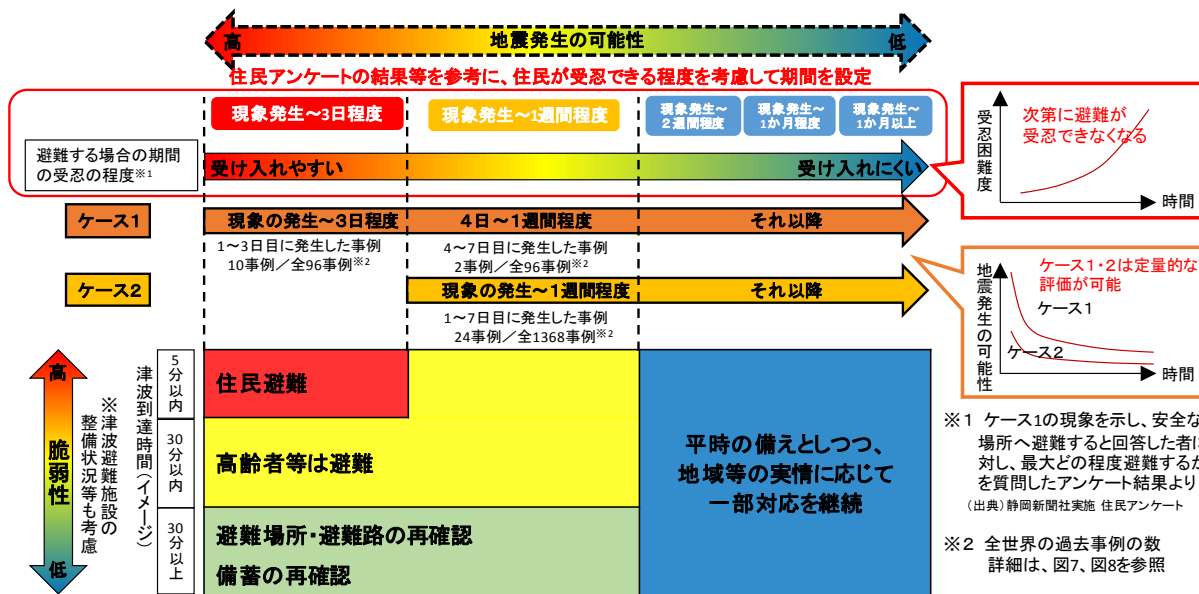 高 地震発生の可能性 低
住民アンケートの結果等を参考に、住民が受忍できる程度を考慮して期間を設定
現象発生～3日程度
現象発生～1週間程度
現象発生～
2週間程度
現象発生～
1か月程度
現象発生～
1か月以上
避難する場合の期間
の受忍の程度※1
受け入れやすい
受け入れにくい
受忍困難度
次第に避難が
受忍できなくなる
時間
ケース1
現象の発生～3日程度
4日～1週間程度
それ以降
1～3日目に発生した事例
10事例／全96事例※2
4～7日目に発生した事例
2事例／全96事例※2
ケース2
現象の発生～1週間程度
それ以降
1～7日目に発生した事例
24事例／全1368事例※2
地震発生の可能性
ケース1・2は定量的な
評価が可能
ケース1
ケース2
時間
高
脆弱性
低
※津波避難施設の
整備状況等も考慮
津波到達時間(イメージ)
5分以内
30分以内
30分以上
住民避難
高齢者等は避難
避難場所・避難路の再確認
備蓄の再確認
平時の備えとしつつ、
地域等の実情に応じて
一部対応を継続
※1 ケース1の現象を示し、安全な
場所へ避難すると回答した者
対し、最大どの程度避難する
を質問したアンケート結果より
(出典)静岡新聞社実施 住民アンケート
※2 全世界の過去事例の数
詳細は、図7、図8を参照